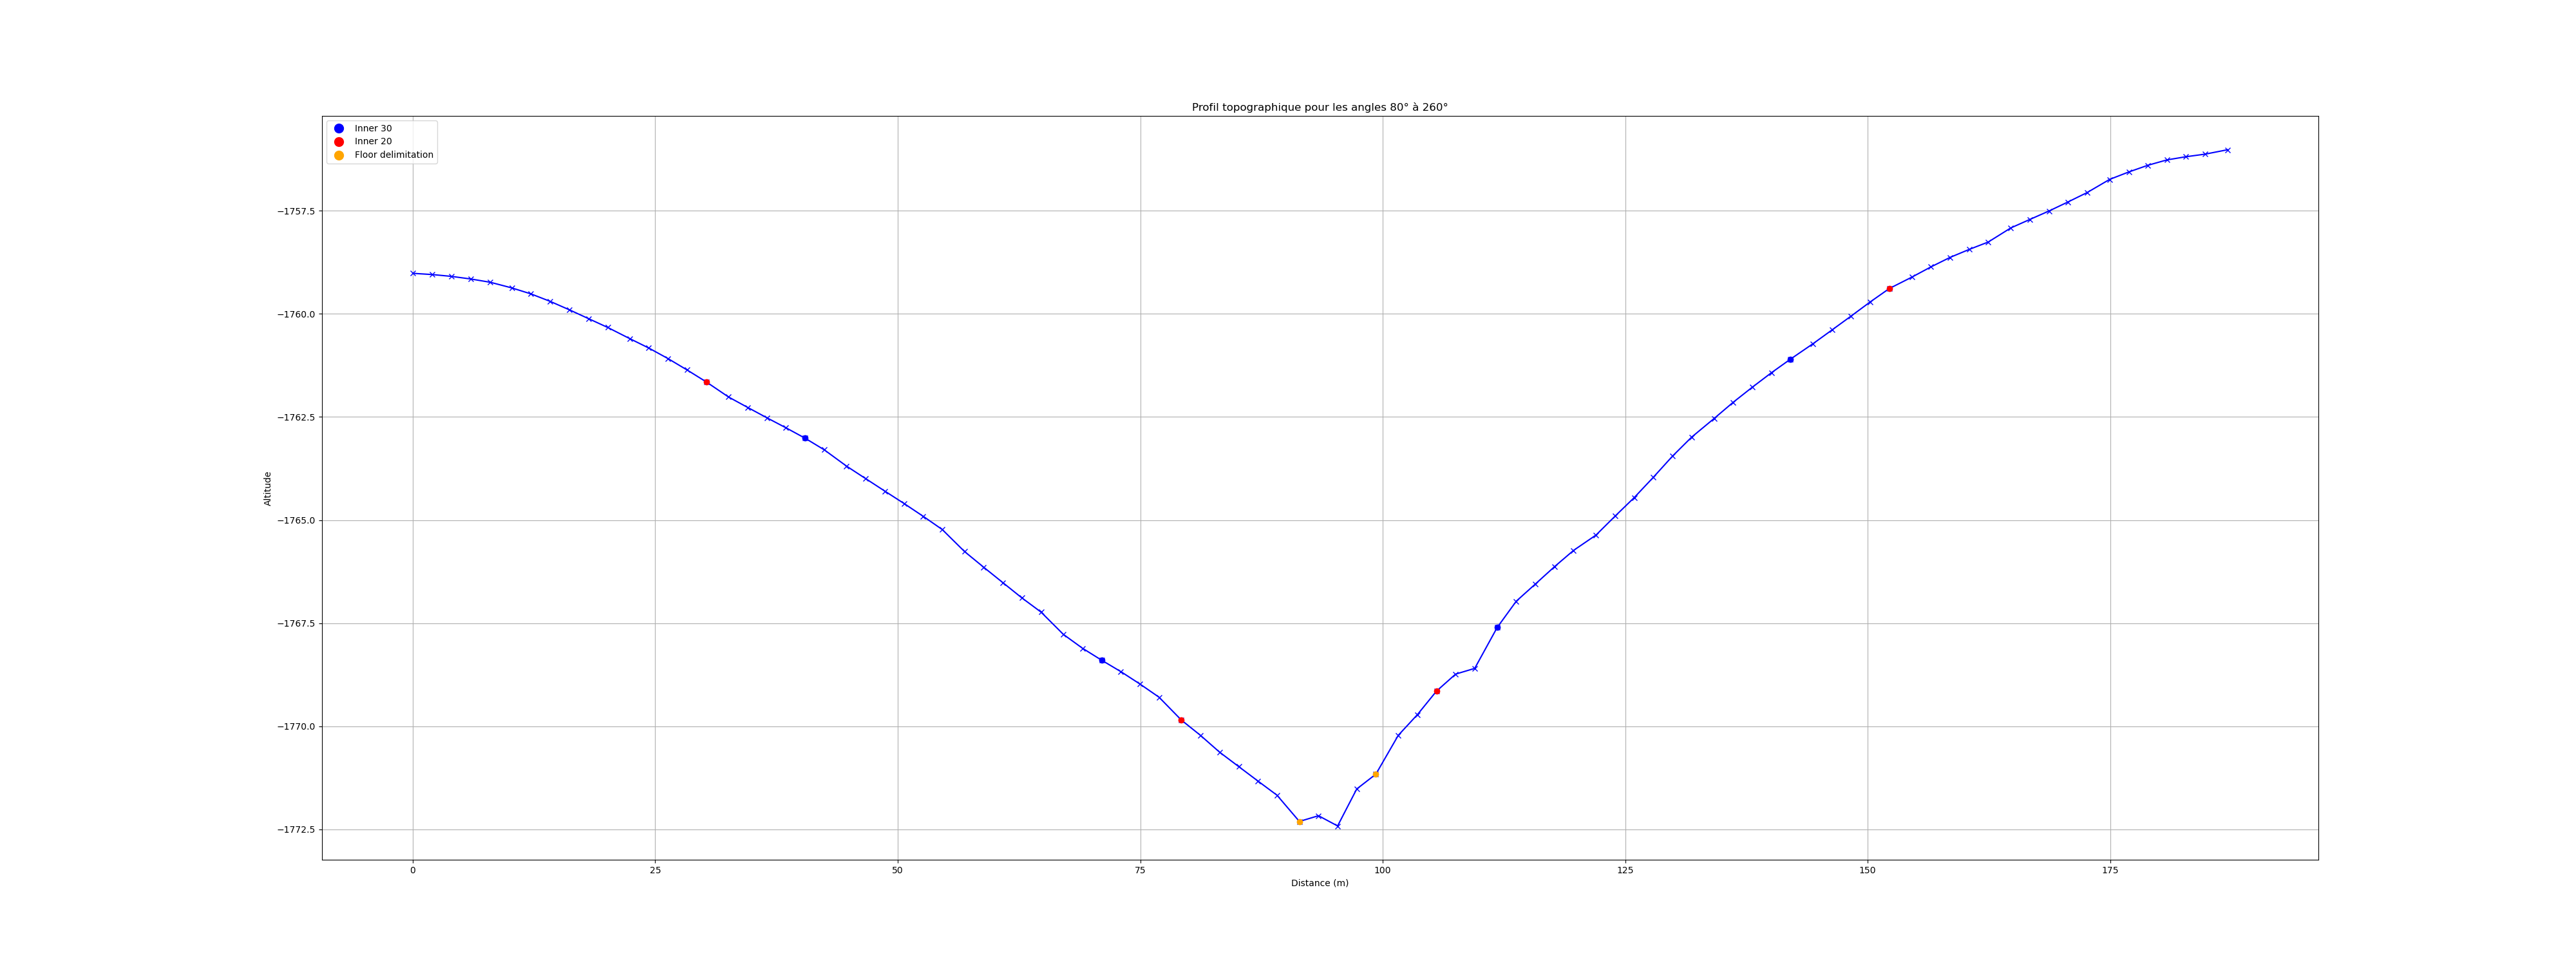 Profil topographique pour les angles 80° à 260°
Inner 30
Inner 20
Floor delimitation
−1757.5
−1760.0
−1762.5
−1765.0
−1767.5
−1770.0
−1772.5
Altitude
0 25 50 75 100 125 150 175
Distance (m)